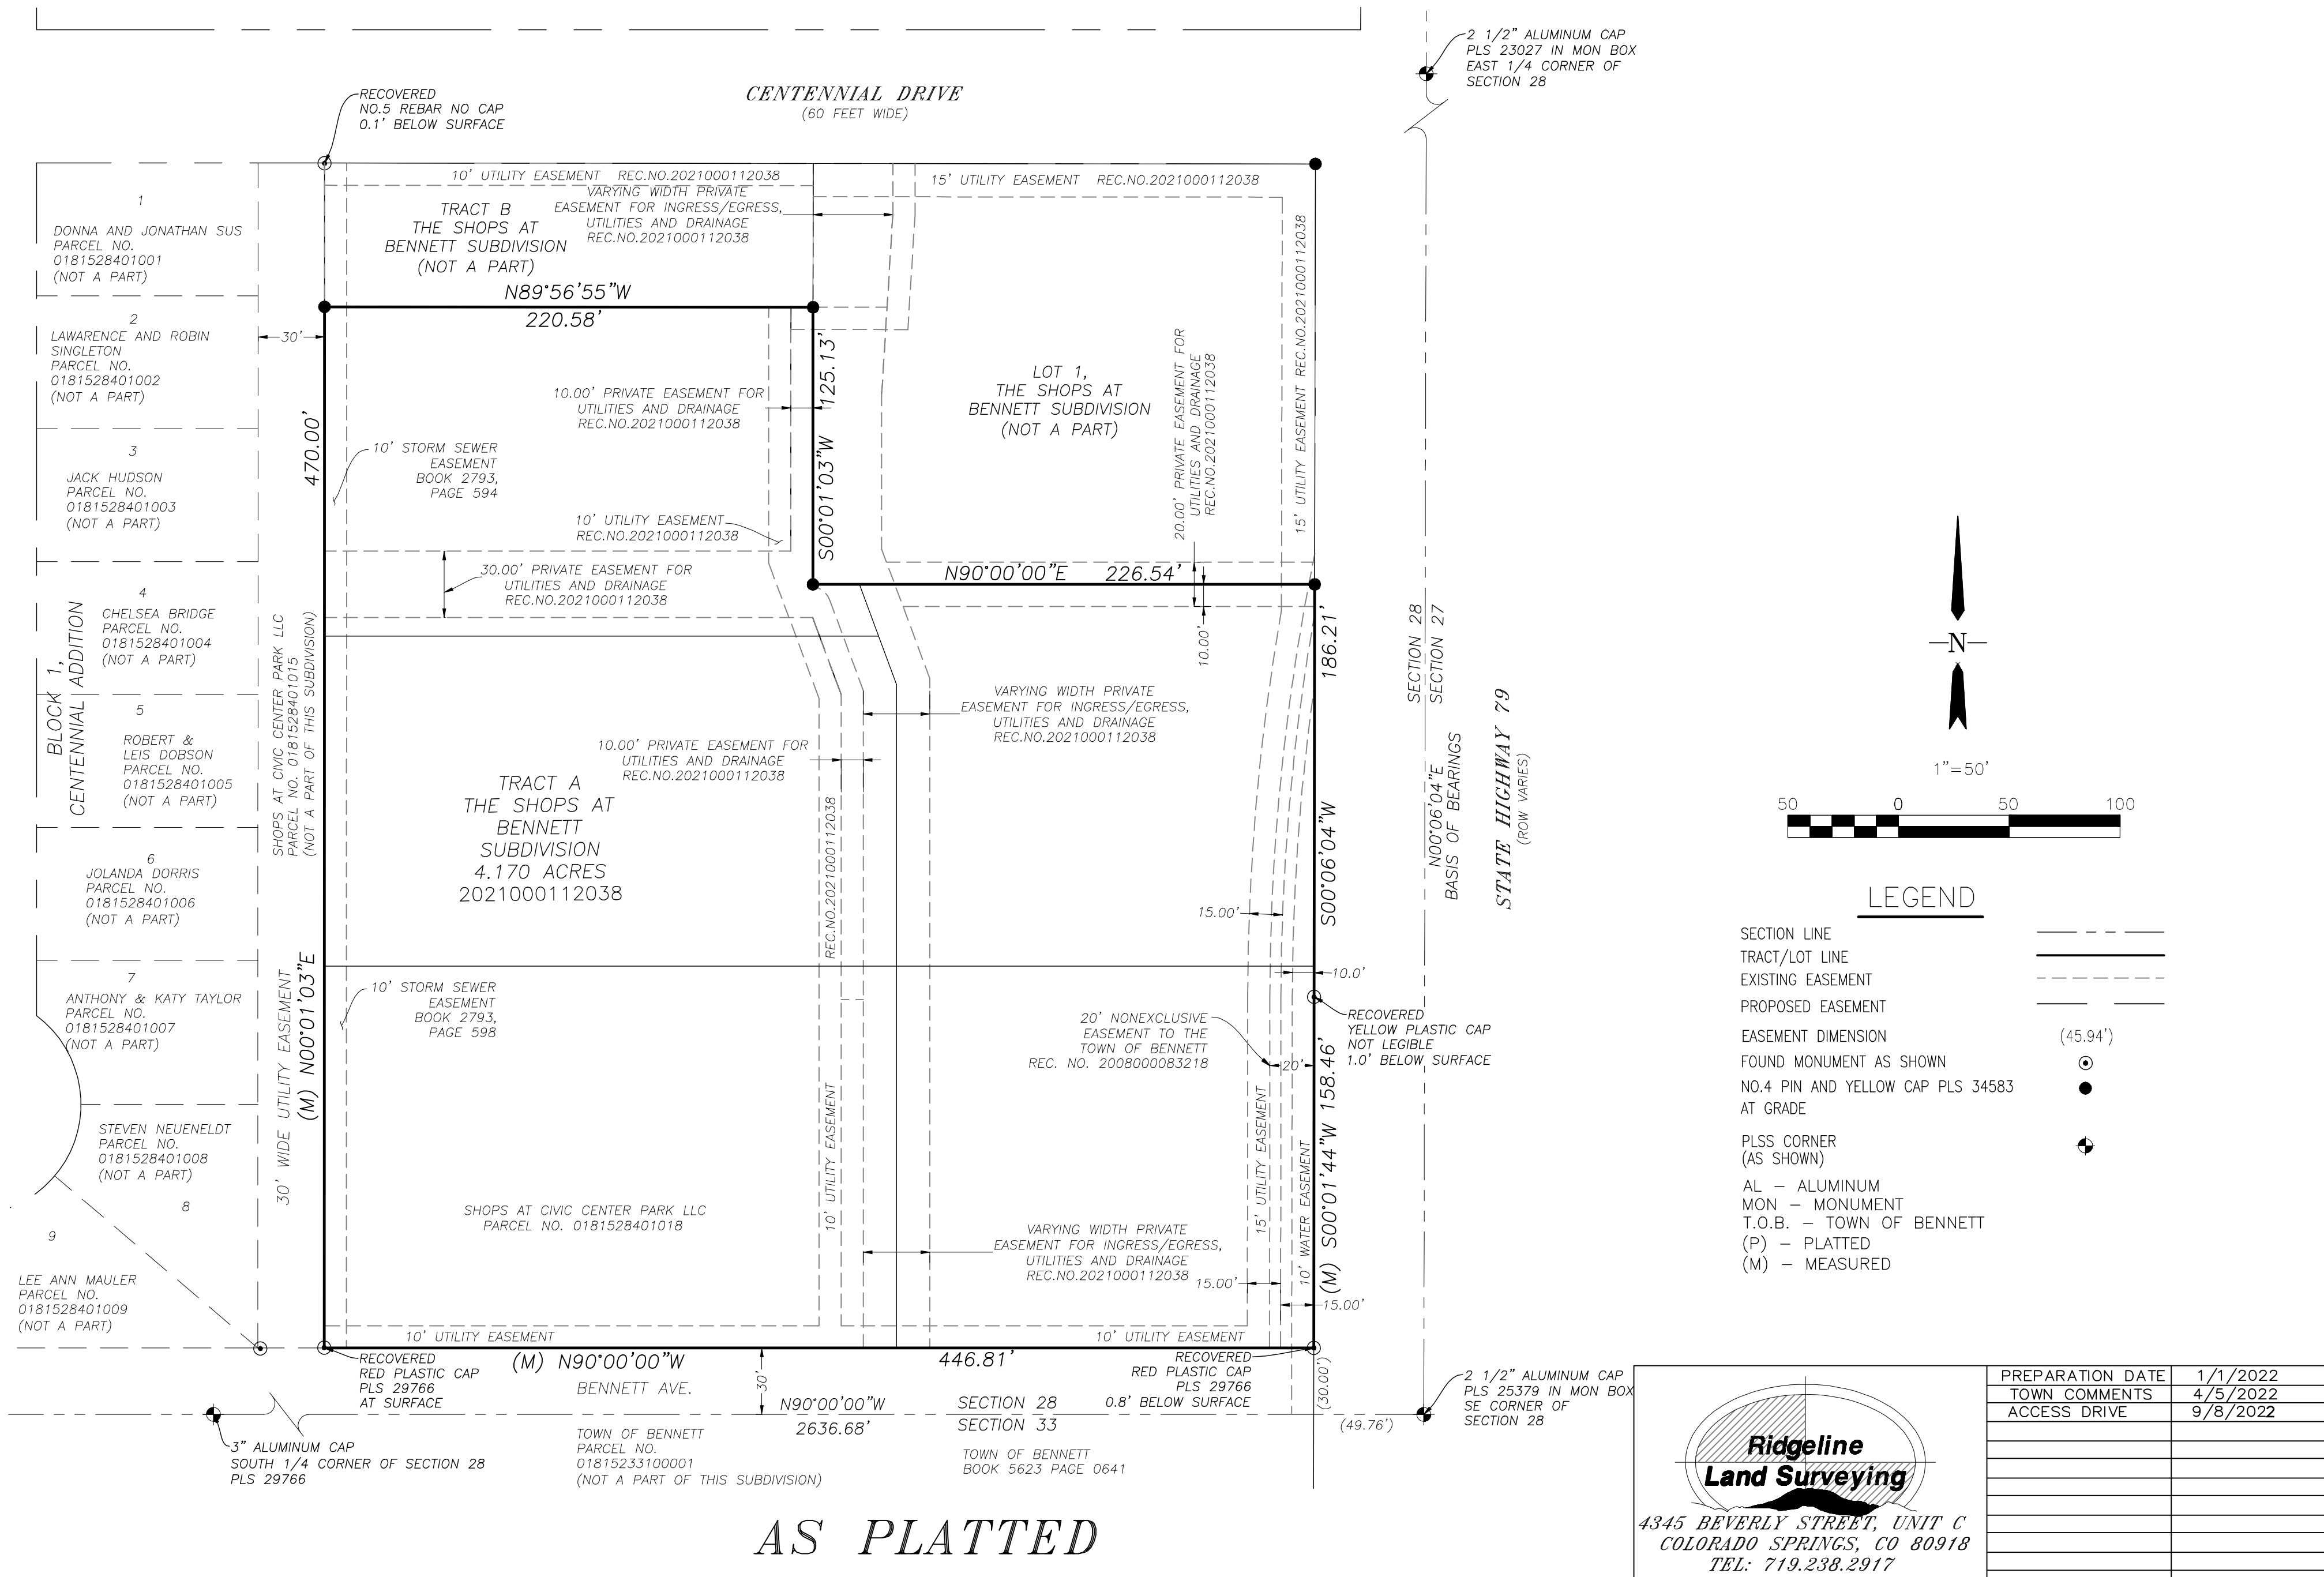 2 1/2" ALUMINUM CAP
PLS 23027 IN MON BOX
EAST 1/4 CORNER OF
SECTION 28
RECOVERED
NO.5 REBAR NO CAP
0.1' BELOW SURFACE
CENTENNIAL DRIVE
(60 FEET WIDE)
10' UTILITY EASEMENT REC.NO.2021000112038
VARYING WIDTH PRIVATE
EASEMENT FOR INGRESS/EGRESS,
UTILITIES AND DRAINAGE
REC.NO.2021000112038
15' UTILITY EASEMENT REC.NO.2021000112038
TRACT B
THE SHOPS AT
BENNETT SUBDIVISION
(NOT A PART)
N89°56'55"W
220.58'
1
DONNA AND JONATHAN SUS
PARCEL NO.
0181528401001
(NOT A PART)
2
LAWARENCE AND ROBIN
SINGLETON
PARCEL NO.
0181528401002
(NOT A PART)
3
JACK HUDSON
PARCEL NO.
0181528401003
(NOT A PART)
4
CHELSEA BRIDGE
PARCEL NO.
0181528401004
(NOT A PART)
5
ROBERT &
LEIS DOBSON
PARCEL NO.
0181528401005
(NOT A PART)
6
JOLANDA DORRIS
PARCEL NO.
0181528401006
(NOT A PART)
7
ANTHONY & KATY TAYLOR
PARCEL NO.
0181528401007
(NOT A PART)
STEVEN NEUENELDT
PARCEL NO.
0181528401008
(NOT A PART)
8
9
LEE ANN MAULER
PARCEL NO.
0181528401009
(NOT A PART)
BLOCK 1,
CENTENNIAL ADDITION
30'
470.00'
(M) N00°01'03"E
SHOPS AT CIVIC CENTER PARK LLC
PARCEL NO. 0181528401015
(NOT A PART OF THIS SUBDIVISION)
30' WIDE UTILITY EASEMENT
10.00' PRIVATE EASEMENT FOR
UTILITIES AND DRAINAGE
REC.NO.2021000112038
10' STORM SEWER
EASEMENT
BOOK 2793,
PAGE 594
10' UTILITY EASEMENT
REC.NO.2021000112038
30.00' PRIVATE EASEMENT FOR
UTILITIES AND DRAINAGE
REC.NO.2021000112038
125.13'
S00°01'03"W
LOT 1,
THE SHOPS AT
BENNETT SUBDIVISION
(NOT A PART)
20.00' PRIVATE EASEMENT FOR
UTILITIES AND DRAINAGE
REC.NO.2021000112038
15' UTILITY EASEMENT REC.NO.2021000112038
N90°00'00"E 226.54'
10.00'
186.21'
S00°06'04"W
VARYING WIDTH PRIVATE
EASEMENT FOR INGRESS/EGRESS,
UTILITIES AND DRAINAGE
REC.NO.2021000112038
10.00' PRIVATE EASEMENT FOR
UTILITIES AND DRAINAGE
REC.NO.2021000112038
TRACT A
THE SHOPS AT
BENNETT
SUBDIVISION
4.170 ACRES
2021000112038
REC.NO.2021000112038
10' UTILITY EASEMENT
15.00'
10.0'
10' STORM SEWER
EASEMENT
BOOK 2793,
PAGE 598
20' NONEXCLUSIVE
EASEMENT TO THE
TOWN OF BENNETT
REC. NO. 2008000083218
20'
RECOVERED
YELLOW PLASTIC CAP
NOT LEGIBLE
1.0' BELOW SURFACE
(M) S00°01'44"W 158.46'
15' UTILITY EASEMENT
10' WATER EASEMENT
SHOPS AT CIVIC CENTER PARK LLC
PARCEL NO. 0181528401018
VARYING WIDTH PRIVATE
EASEMENT FOR INGRESS/EGRESS,
UTILITIES AND DRAINAGE
REC.NO.2021000112038
15.00'
15.00'
10' UTILITY EASEMENT
10' UTILITY EASEMENT
RECOVERED
RED PLASTIC CAP
PLS 29766
AT SURFACE
(M) N90°00'00"W
446.81'
BENNETT AVE.
30'
RECOVERED
RED PLASTIC CAP
PLS 29766
0.8' BELOW SURFACE
(30.00')
N90°00'00"W
2636.68'
SECTION 28
SECTION 33
(49.76')
3" ALUMINUM CAP
SOUTH 1/4 CORNER OF SECTION 28
PLS 29766
TOWN OF BENNETT
PARCEL NO.
01815233100001
(NOT A PART OF THIS SUBDIVISION)
TOWN OF BENNETT
BOOK 5623 PAGE 0641
2 1/2" ALUMINUM CAP
PLS 25379 IN MON BOX
SE CORNER OF
SECTION 28
SECTION 28
SECTION 27
N00°06'04"E
BASIS OF BEARINGS
STATE HIGHWAY 79
(ROW VARIES)
N
1"=50'
50 0 50 100
LEGEND
SECTION LINE
TRACT/LOT LINE
EXISTING EASEMENT
PROPOSED EASEMENT
EASEMENT DIMENSION (45.94')
FOUND MONUMENT AS SHOWN
NO.4 PIN AND YELLOW CAP PLS 34583
AT GRADE
PLSS CORNER
(AS SHOWN)
AL – ALUMINUM
MON – MONUMENT
T.O.B. – TOWN OF BENNETT
(P) – PLATTED
(M) – MEASURED
AS PLATTED
Ridgeline
Land Surveying
4345 BEVERLY STREET, UNIT C
COLORADO SPRINGS, CO 80918
TEL: 719.238.2917
PREPARATION DATE 1/1/2022
TOWN COMMENTS 4/5/2022
ACCESS DRIVE 9/8/2022